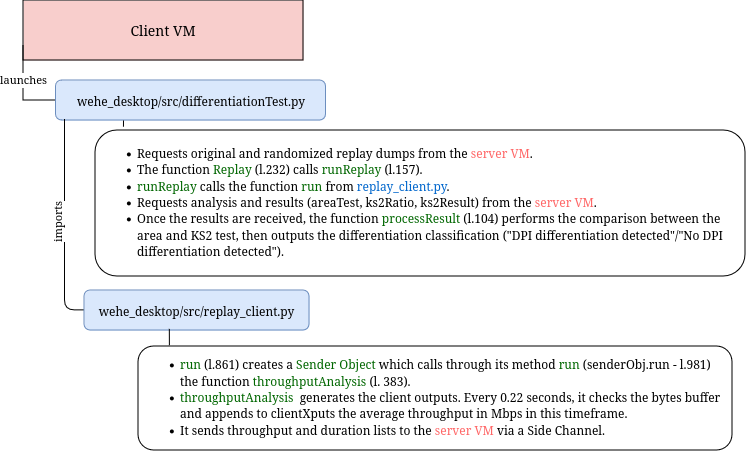 Client VM
launches
wehe_desktop/src/differentiationTest.py
• Requests original and randomized replay dumps from the server VM.
• The function Replay (l.232) calls runReplay (l.157).
• runReplay calls the function run from replay_client.py.
• Requests analysis and results (areaTest, ks2Ratio, ks2Result) from the server VM.
• Once the results are received, the function processResult (l.104) performs the comparison between the
area and KS2 test, then outputs the differentiation classification ("DPI differentiation detected"/"No DPI
differentiation detected").
imports
wehe_desktop/src/replay_client.py
• run (l.861) creates a Sender Object which calls through its method run (senderObj.run - l.981)
the function throughputAnalysis (l. 383).
• throughputAnalysis generates the client outputs. Every 0.22 seconds, it checks the bytes buffer
and appends to clientXputs the average throughput in Mbps in this timeframe.
• It sends throughput and duration lists to the server VM via a Side Channel.